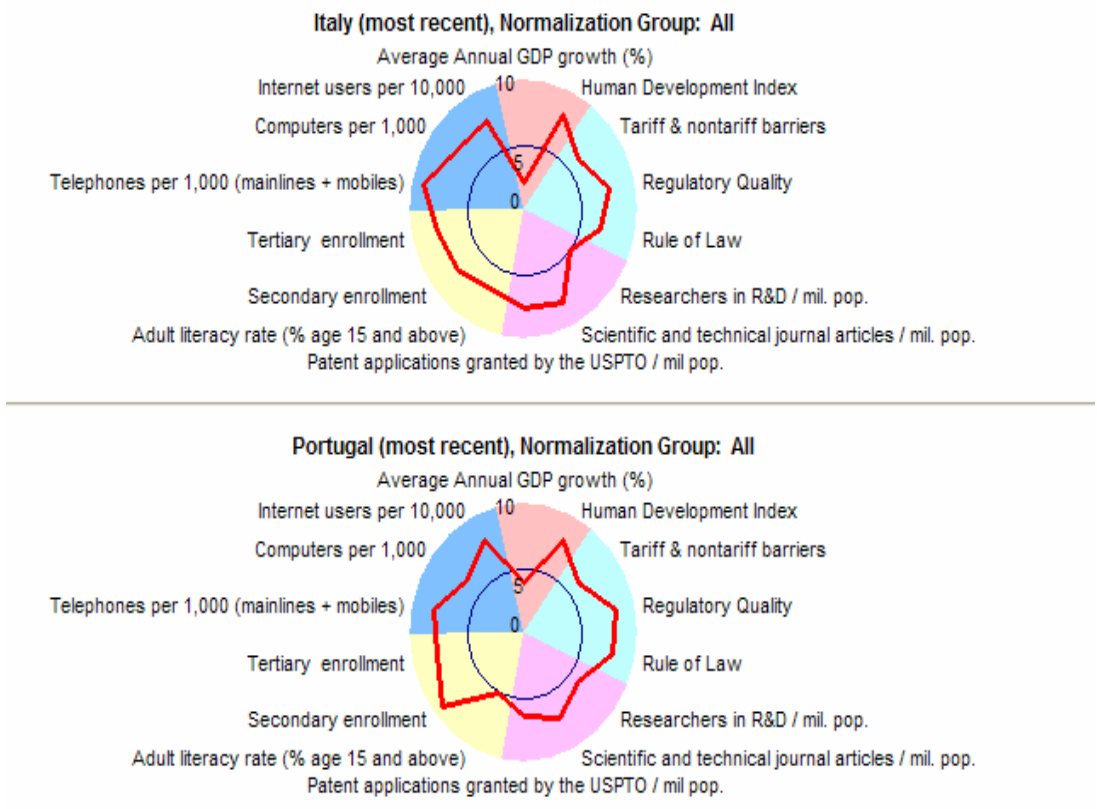 Italy (most recent), Normalization Group: All
Average Annual GDP growth (%)
Internet users per 10,000
10
Human Development Index
Computers per 1,000
Tariff & nontariff barriers
5
Telephones per 1,000 (mainlines + mobiles)
Regulatory Quality
0
Tertiary enrollment
Rule of Law
Secondary enrollment
Researchers in R&D / mil. pop.
Adult literacy rate (% age 15 and above)
Scientific and technical journal articles / mil. pop.
Patent applications granted by the USPTO / mil pop.
Portugal (most recent), Normalization Group: All
Average Annual GDP growth (%)
Internet users per 10,000
10
Human Development Index
Computers per 1,000
Tariff & nontariff barriers
5
Telephones per 1,000 (mainlines + mobiles)
Regulatory Quality
0
Tertiary enrollment
Rule of Law
Secondary enrollment
Researchers in R&D / mil. pop.
Adult literacy rate (% age 15 and above)
Scientific and technical journal articles / mil. pop.
Patent applications granted by the USPTO / mil pop.